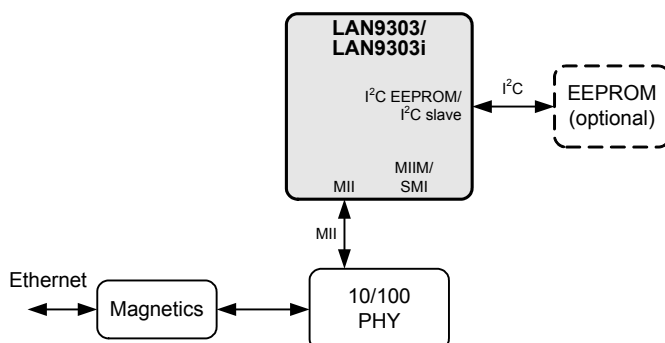 LAN9303/
LAN9303i
I²C EEPROM/
I²C slave
I²C
EEPROM
(optional)
MII
MIIM/
SMI
MII
Ethernet
Magnetics
10/100
PHY